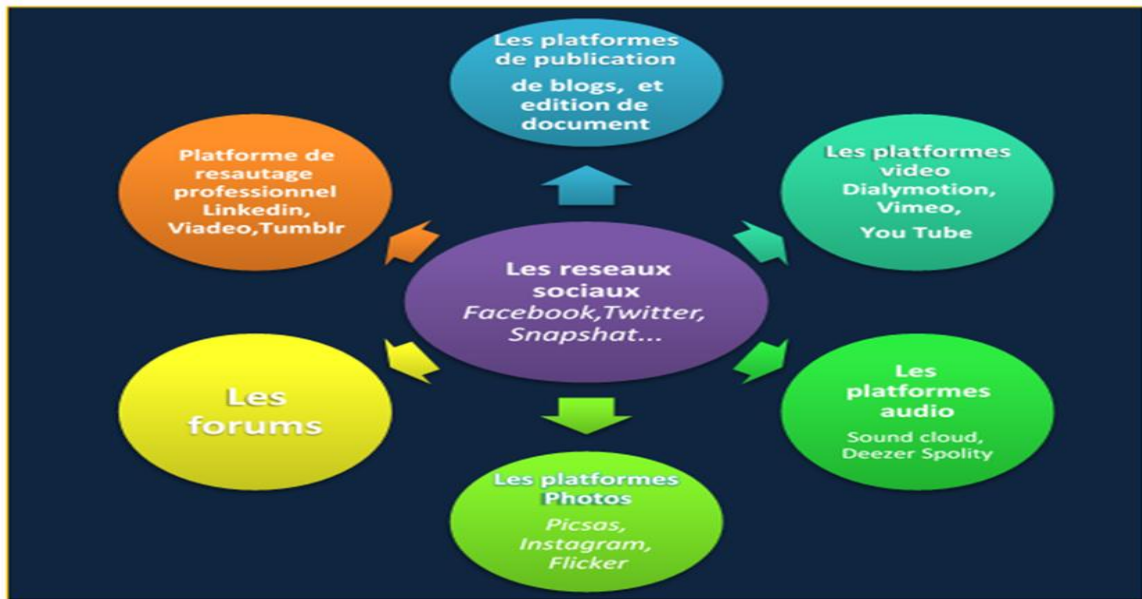 Les platformes
de publication
de blogs, et
edition de
document
Platforme de
resautage
professionnel
Linkedin,
Viadeo,Tumblr
Les platformes
video
Dialymotion,
Vimeo,
You Tube
Les reseaux
sociaux
Facebook,Twitter,
Snapshat...
Les
forums
Les
platformes
audio
Sound cloud,
Deezer Spolity
Les platformes
Photos
Picsas,
Instagram,
Flicker